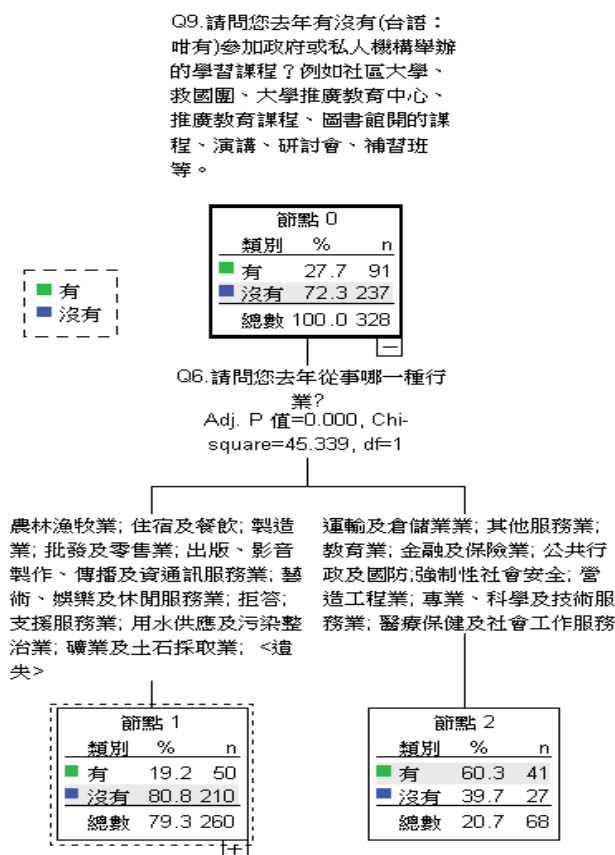 Q9.請問您去年有沒有(台語：
咁有)參加政府或私人機構舉辦
的學習課程？例如社區大學、
救國團、大學推廣教育中心、
推廣教育課程、圖書館開的課
程、演講、研討會、補習班
等。
節點 0
類別 % n
有 27.7 91
沒有 72.3 237
總數 100.0 328
有
沒有
Q6.請問您去年從事哪一種行
業?
Adj. P 值=0.000, Chi-
square=45.339, df=1
農林漁牧業; 住宿及餐飲; 製造
業; 批發及零售業; 出版、影音
製作、傳播及資通訊服務業; 藝
術、娛樂及休閒服務業; 拒答;
支援服務業; 用水供應及污染整
治業; 礦業及土石採取業; <遺
失>
運輸及倉儲業業; 其他服務業;
教育業; 金融及保險業; 公共行
政及國防;強制性社會安全; 營
造工程業; 專業、科學及技術服
務業; 醫療保健及社會工作服務
節點 1
類別 % n
有 19.2 50
沒有 80.8 210
總數 79.3 260
節點 2
類別 % n
有 60.3 41
沒有 39.7 27
總數 20.7 68